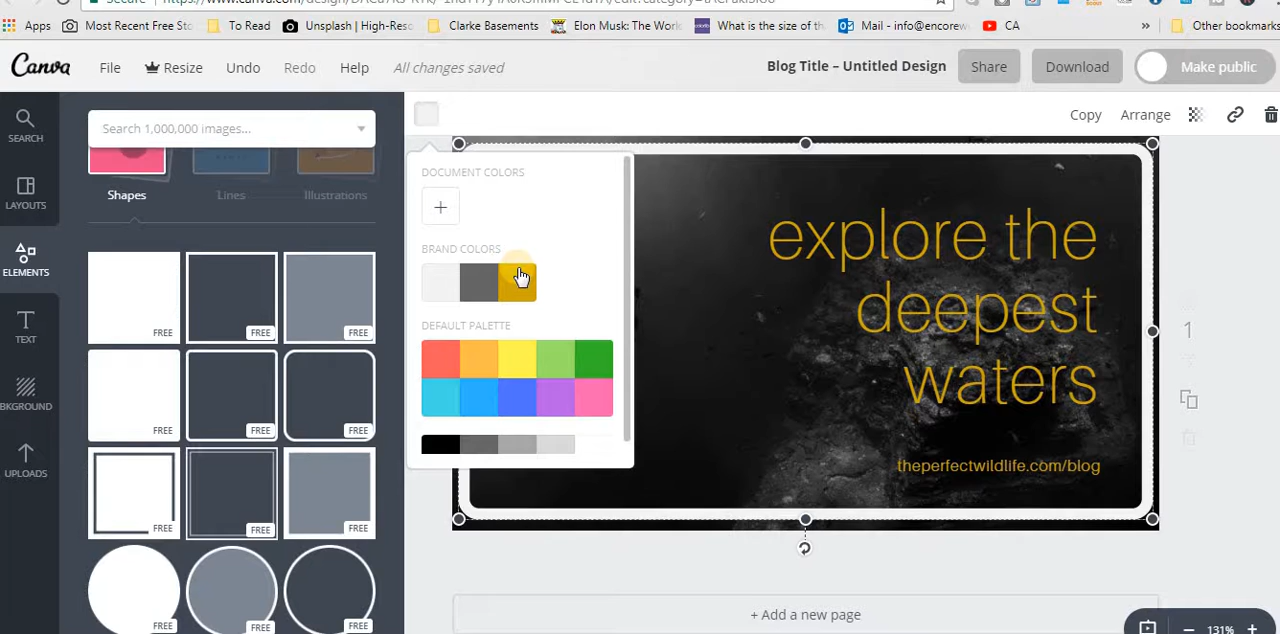 Apps
Most Recent Free Sto
To Read
Unsplash | High-Reso
Clarke Basements
Elon Musk: The Work
What is the size of th
Mail – info@encorew
CA
»
Other bookmarks
Canva
File
Resize
Undo
Redo
Help
All changes saved
Blog Title – Untitled Design
Share
Download
Make public
SEARCH
LAYOUTS
ELEMENTS
TEXT
BKGROUND
UPLOADS
Search 1,000,000 images...
Shapes
Lines
Illustrations
FREE
FREE
FREE
FREE
FREE
FREE
FREE
FREE
FREE
FREE
FREE
FREE
Copy
Arrange
DOCUMENT COLORS
+
BRAND COLORS
DEFAULT PALETTE
explore the
deepest
waters
theperfectwildlife.com/blog
1
+ Add a new page
131%